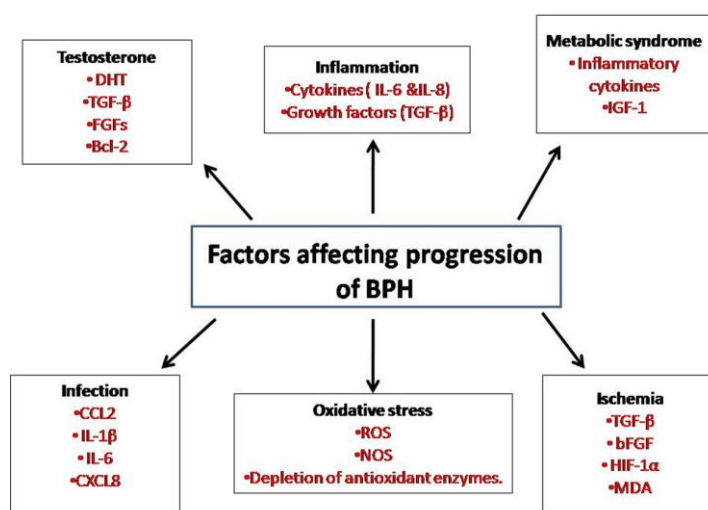 Testosterone
•DHT
•TGF-β
•FGFs
•Bcl-2
Inflammation
•Cytokines ( IL-6 &IL-8)
•Growth factors (TGF-β)
Metabolic syndrome
• Inflammatory
cytokines
•IGF-1
Factors affecting progression
of BPH
Infection
•CCL2
•IL-1β
•IL-6
•CXCL8
Oxidative stress
•ROS
•NOS
•Depletion of antioxidant enzymes.
Ischemia
•TGF-β
•bFGF
•HIF-1α
•MDA